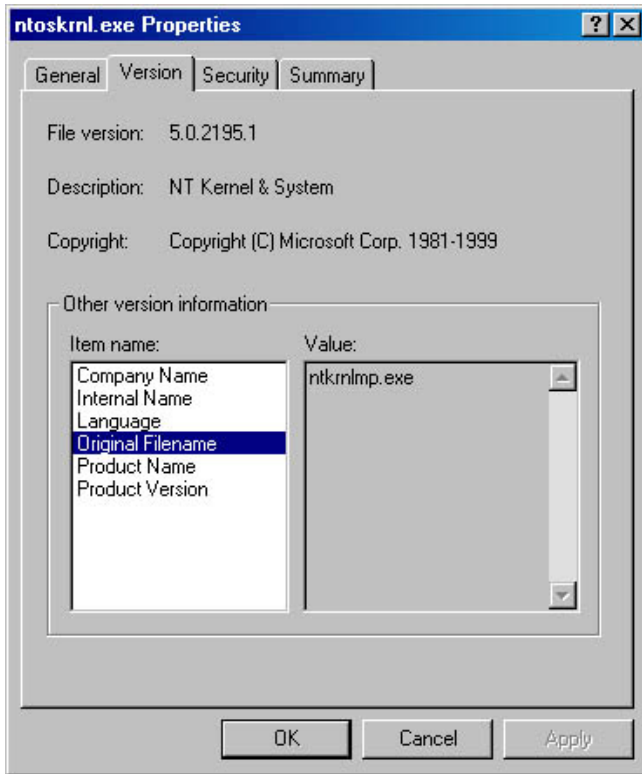 ntoskrnl.exe Properties
General Version Security Summary
File version: 5.0.2195.1
Description: NT Kernel & System
Copyright: Copyright (C) Microsoft Corp. 1981-1999
Other version information
Item name: Value:
Company Name ntkrnlmp.exe
Internal Name
Language
Original Filename
Product Name
Product Version
OK Cancel Apply